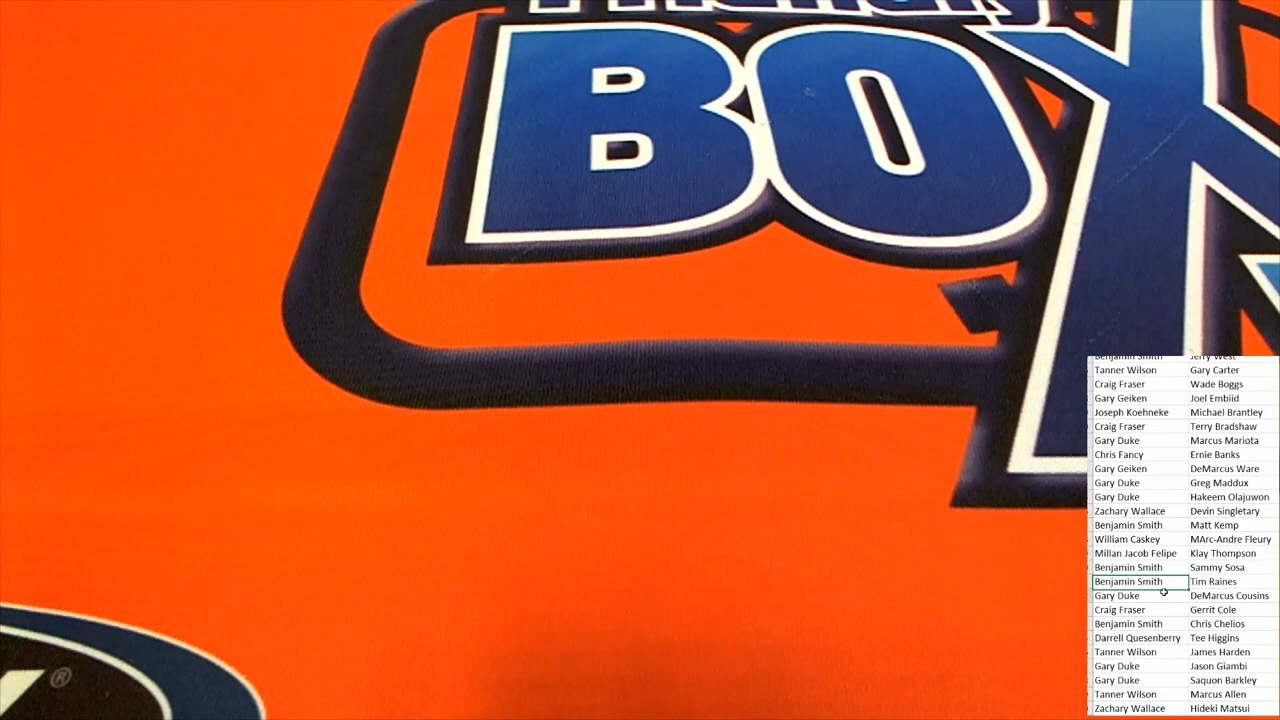 BOX
®
Benjamin Smith Jerry West
Tanner Wilson Gary Carter
Craig Fraser Wade Boggs
Gary Geiken Joel Embiid
Joseph Koehneke Michael Brantley
Craig Fraser Terry Bradshaw
Gary Duke Marcus Mariota
Chris Fancy Ernie Banks
Gary Geiken DeMarcus Ware
Gary Duke Greg Maddux
Gary Duke Hakeem Olajuwon
Zachary Wallace Devin Singletary
Benjamin Smith Matt Kemp
William Caskey MArc-Andre Fleury
Millan Jacob Felipe Klay Thompson
Benjamin Smith Sammy Sosa
Benjamin Smith Tim Raines
Gary Duke DeMarcus Cousins
Craig Fraser Gerrit Cole
Benjamin Smith Chris Chelios
Darrell Quesenberry Tee Higgins
Tanner Wilson James Harden
Gary Duke Jason Giambi
Gary Duke Saquon Barkley
Tanner Wilson Marcus Allen
Zachary Wallace Hideki Matsui